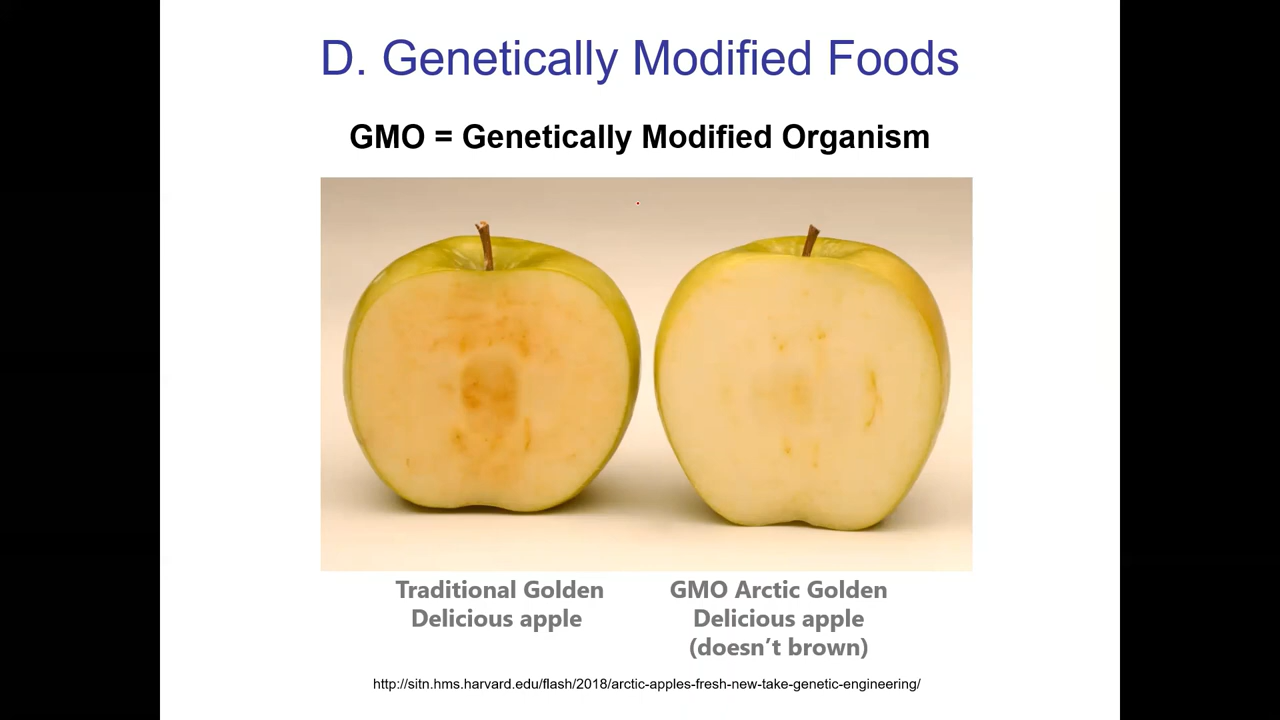 D. Genetically Modified Foods
GMO = Genetically Modified Organism
Traditional Golden
Delicious apple
GMO Arctic Golden
Delicious apple
(doesn’t brown)
http://sitn.hms.harvard.edu/flash/2018/arctic-apples-fresh-new-take-genetic-engineering/